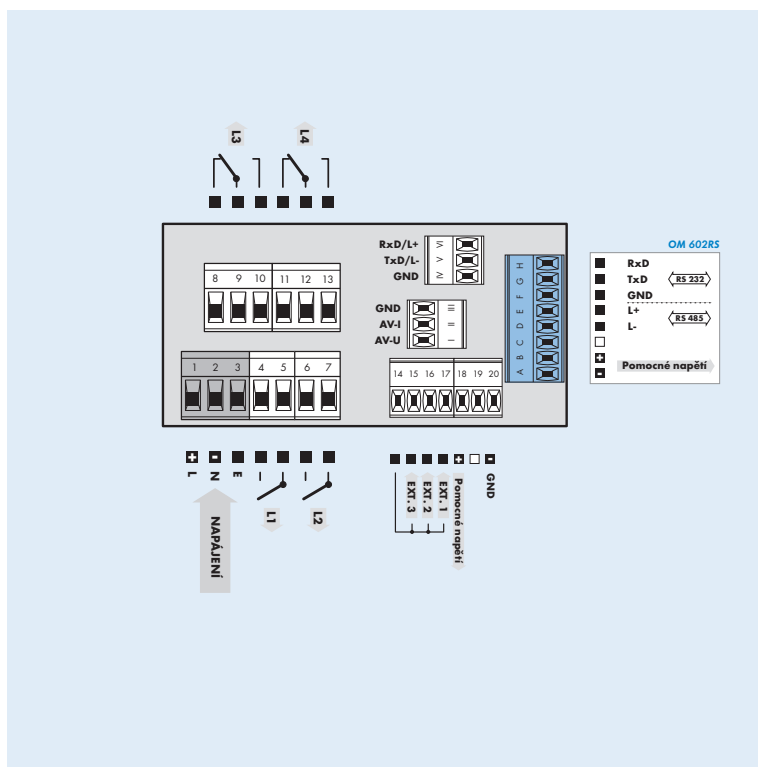 L3
L4
8 9 10 11 12 13
RxD/L+
TxD/L-
GND
VI
V
IV
GND
AV-I
AV-U
III
II
I
H
G
F
E
D
C
B
A
OM 602RS
RxD
TxD
RS 232
GND
L+
RS 485
L-
+
Pomocné napětí
-
1 2 3 4 5 6 7
14 15 16 17 18 19 20
+ -
L
N
E
L1
L2
NAPÁJENÍ
+ -
EXT. 3
EXT. 2
EXT. 1
Pomocné napětí
GND